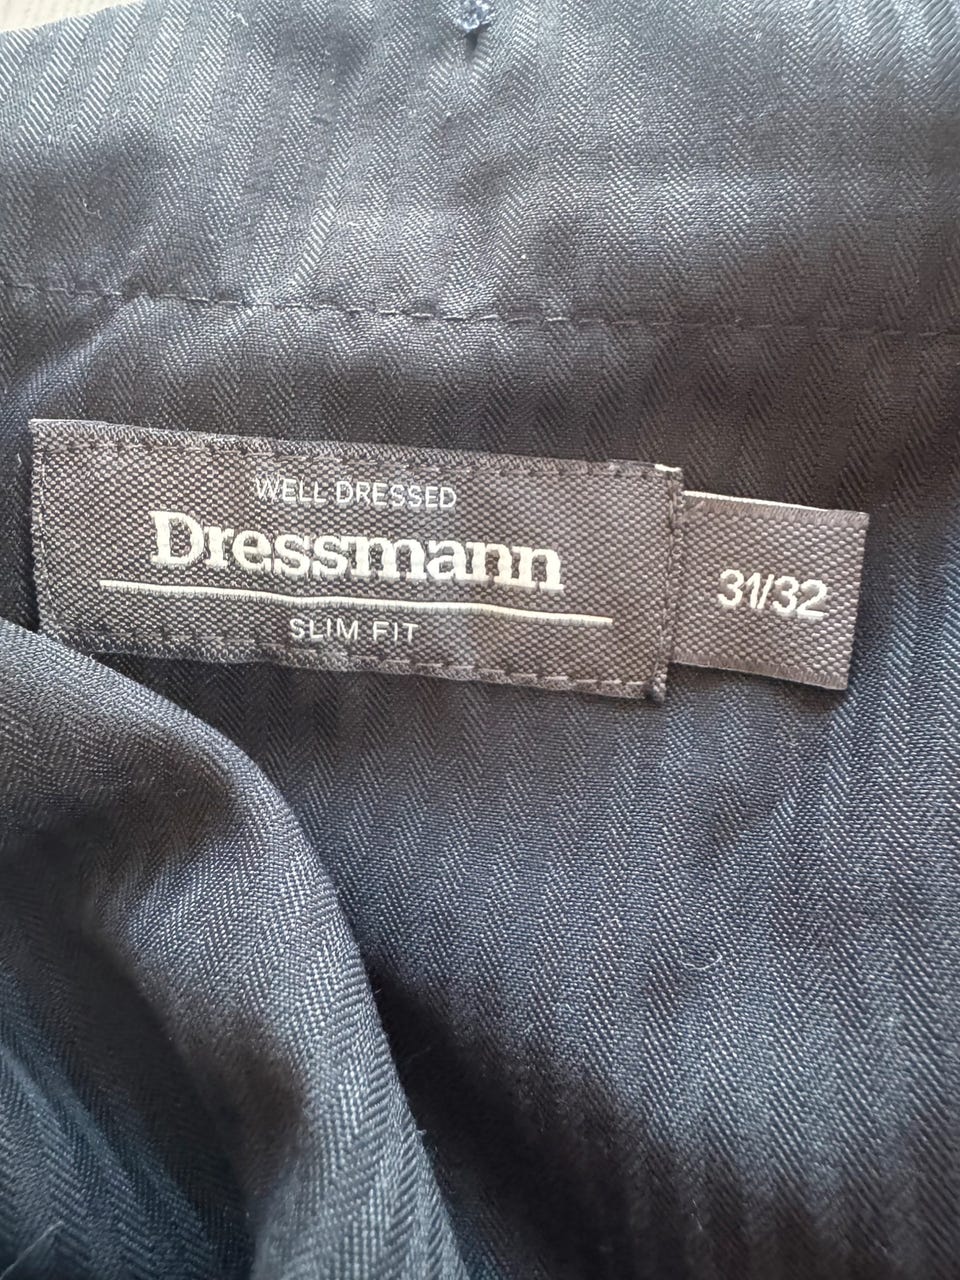 WELL DRESSED
Dressmann
SLIM FIT
31/32